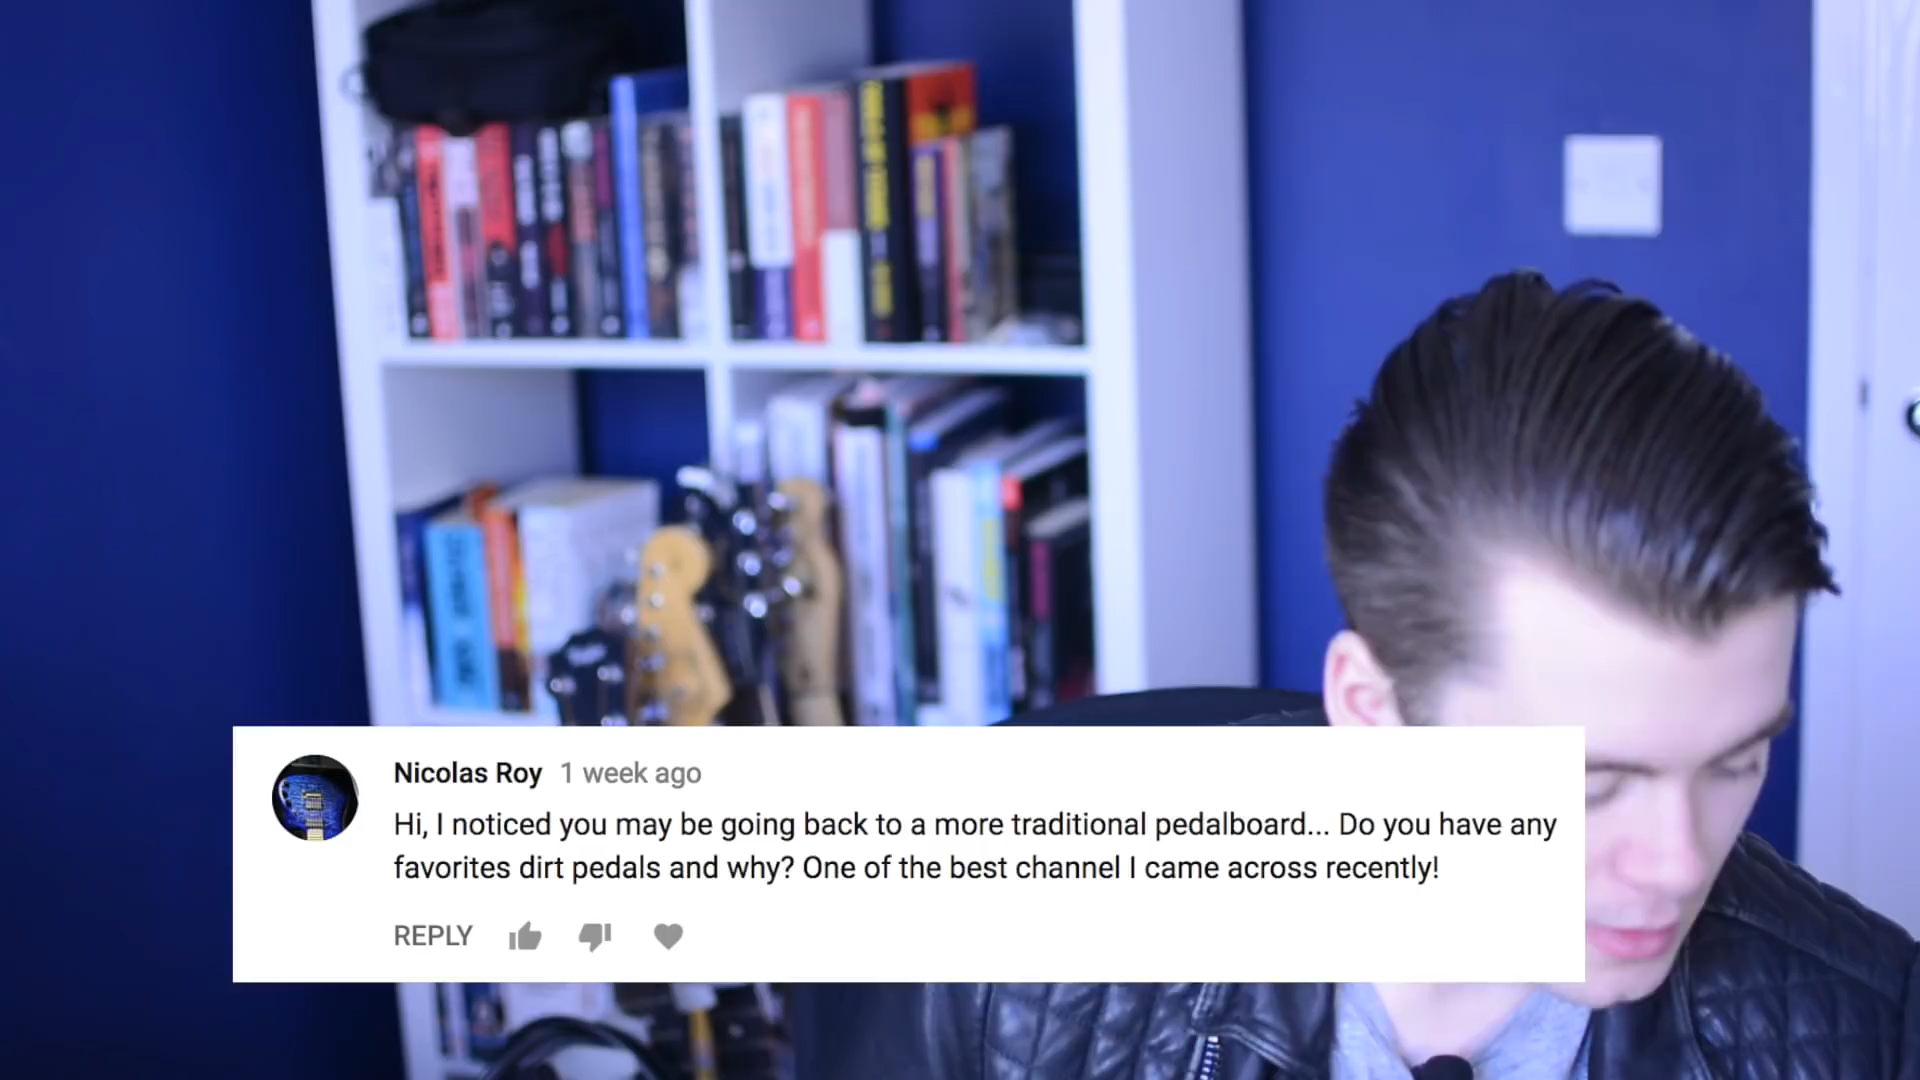 Nicolas Roy 1 week ago
Hi, I noticed you may be going back to a more traditional pedalboard... Do you have any
favorites dirt pedals and why? One of the best channel I came across recently!
REPLY